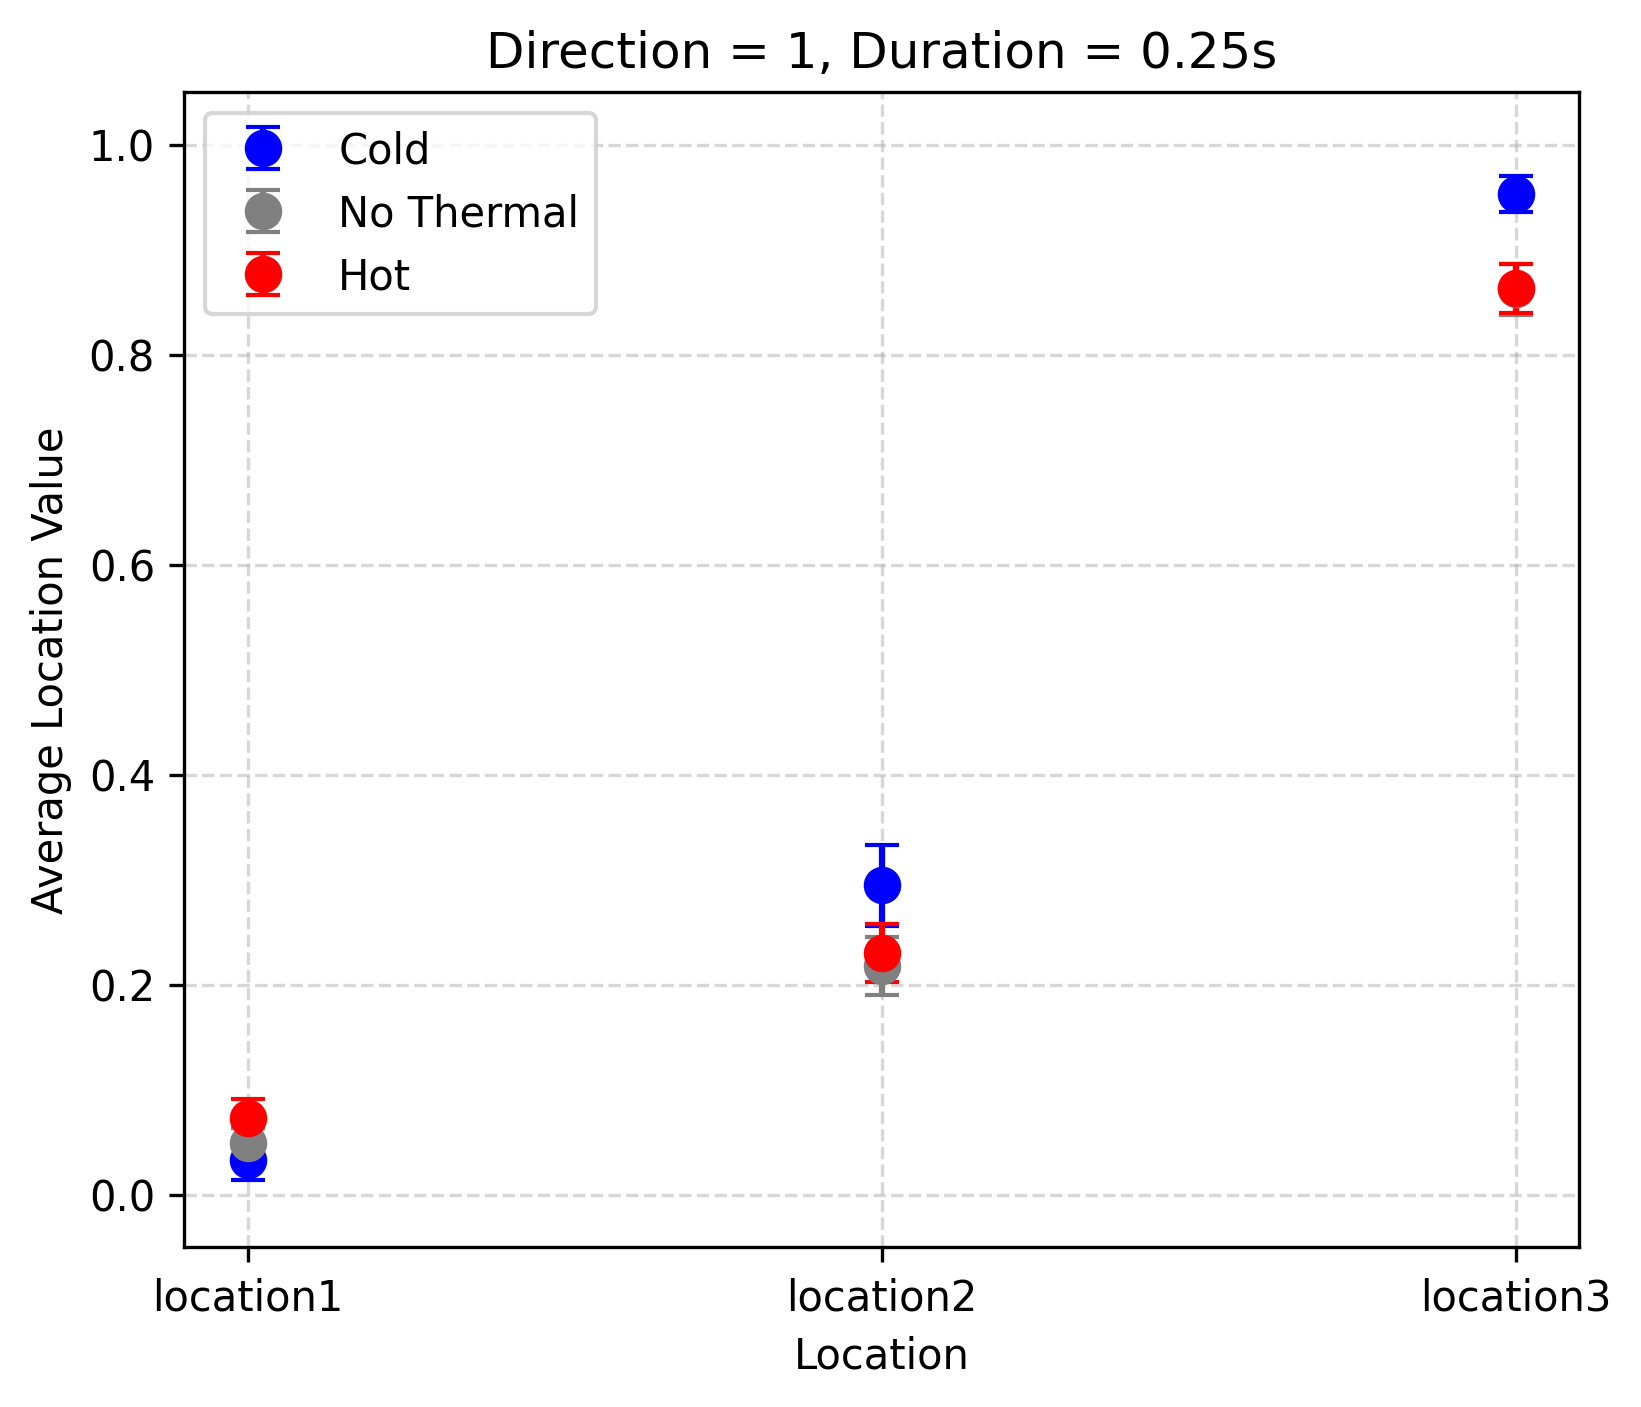 Direction = 1, Duration = 0.25s
Cold
No Thermal
Hot
1.0
0.8
0.6
0.4
0.2
0.0
Average Location Value
location1
location2
location3
Location